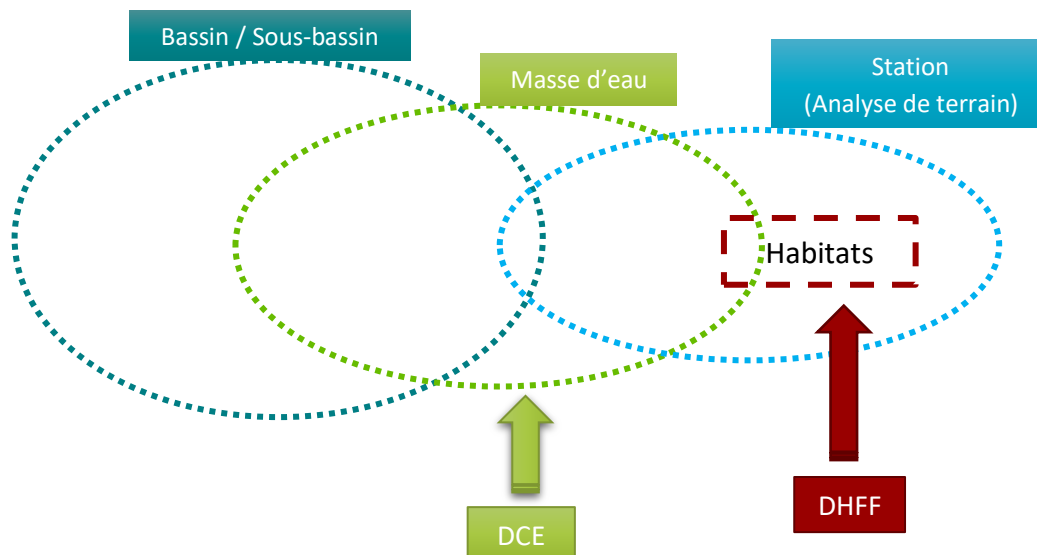 Bassin / Sous-bassin
Masse d'eau
Station
(Analyse de terrain)
Habitats
DHFF
DCE